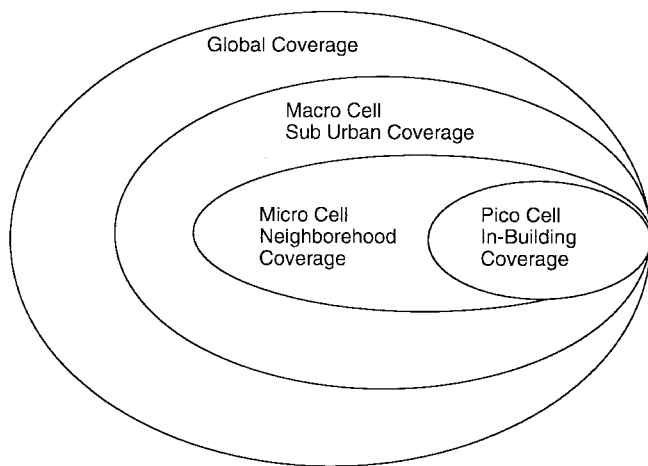 Global Coverage
Macro Cell
Sub Urban Coverage
Micro Cell
Neighborehood
Coverage
Pico Cell
In-Building
Coverage